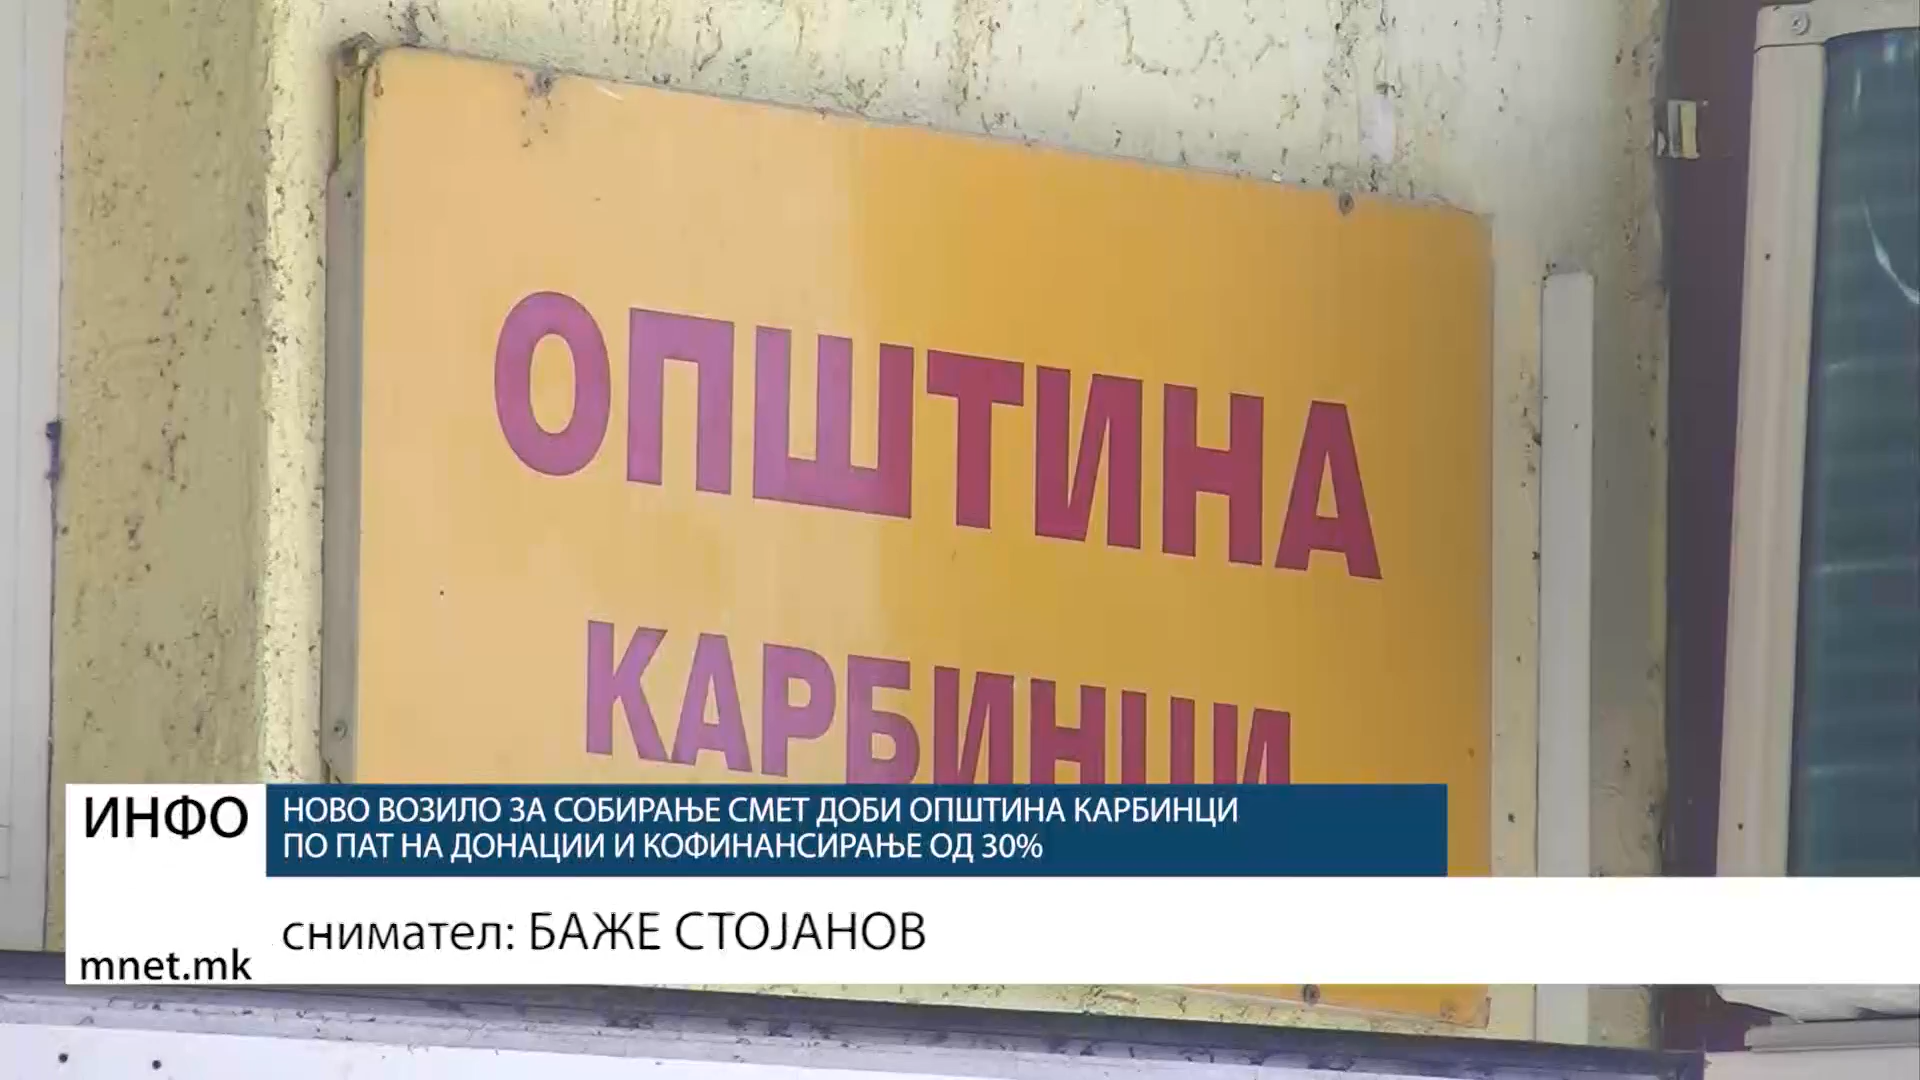 ОПШТИНА
КАРБИНЦИ
ИНФО
НОВО ВОЗИЛО ЗА СОБИРАЊЕ СМЕТ ДОБИ ОПШТИНА КАРБИНЦИ
ПО ПАТ НА ДОНАЦИИ И КОФИНАНСИРАЊЕ ОД 30%
снимател: БАЖЕ СТОЈАНОВ
mnet.mk